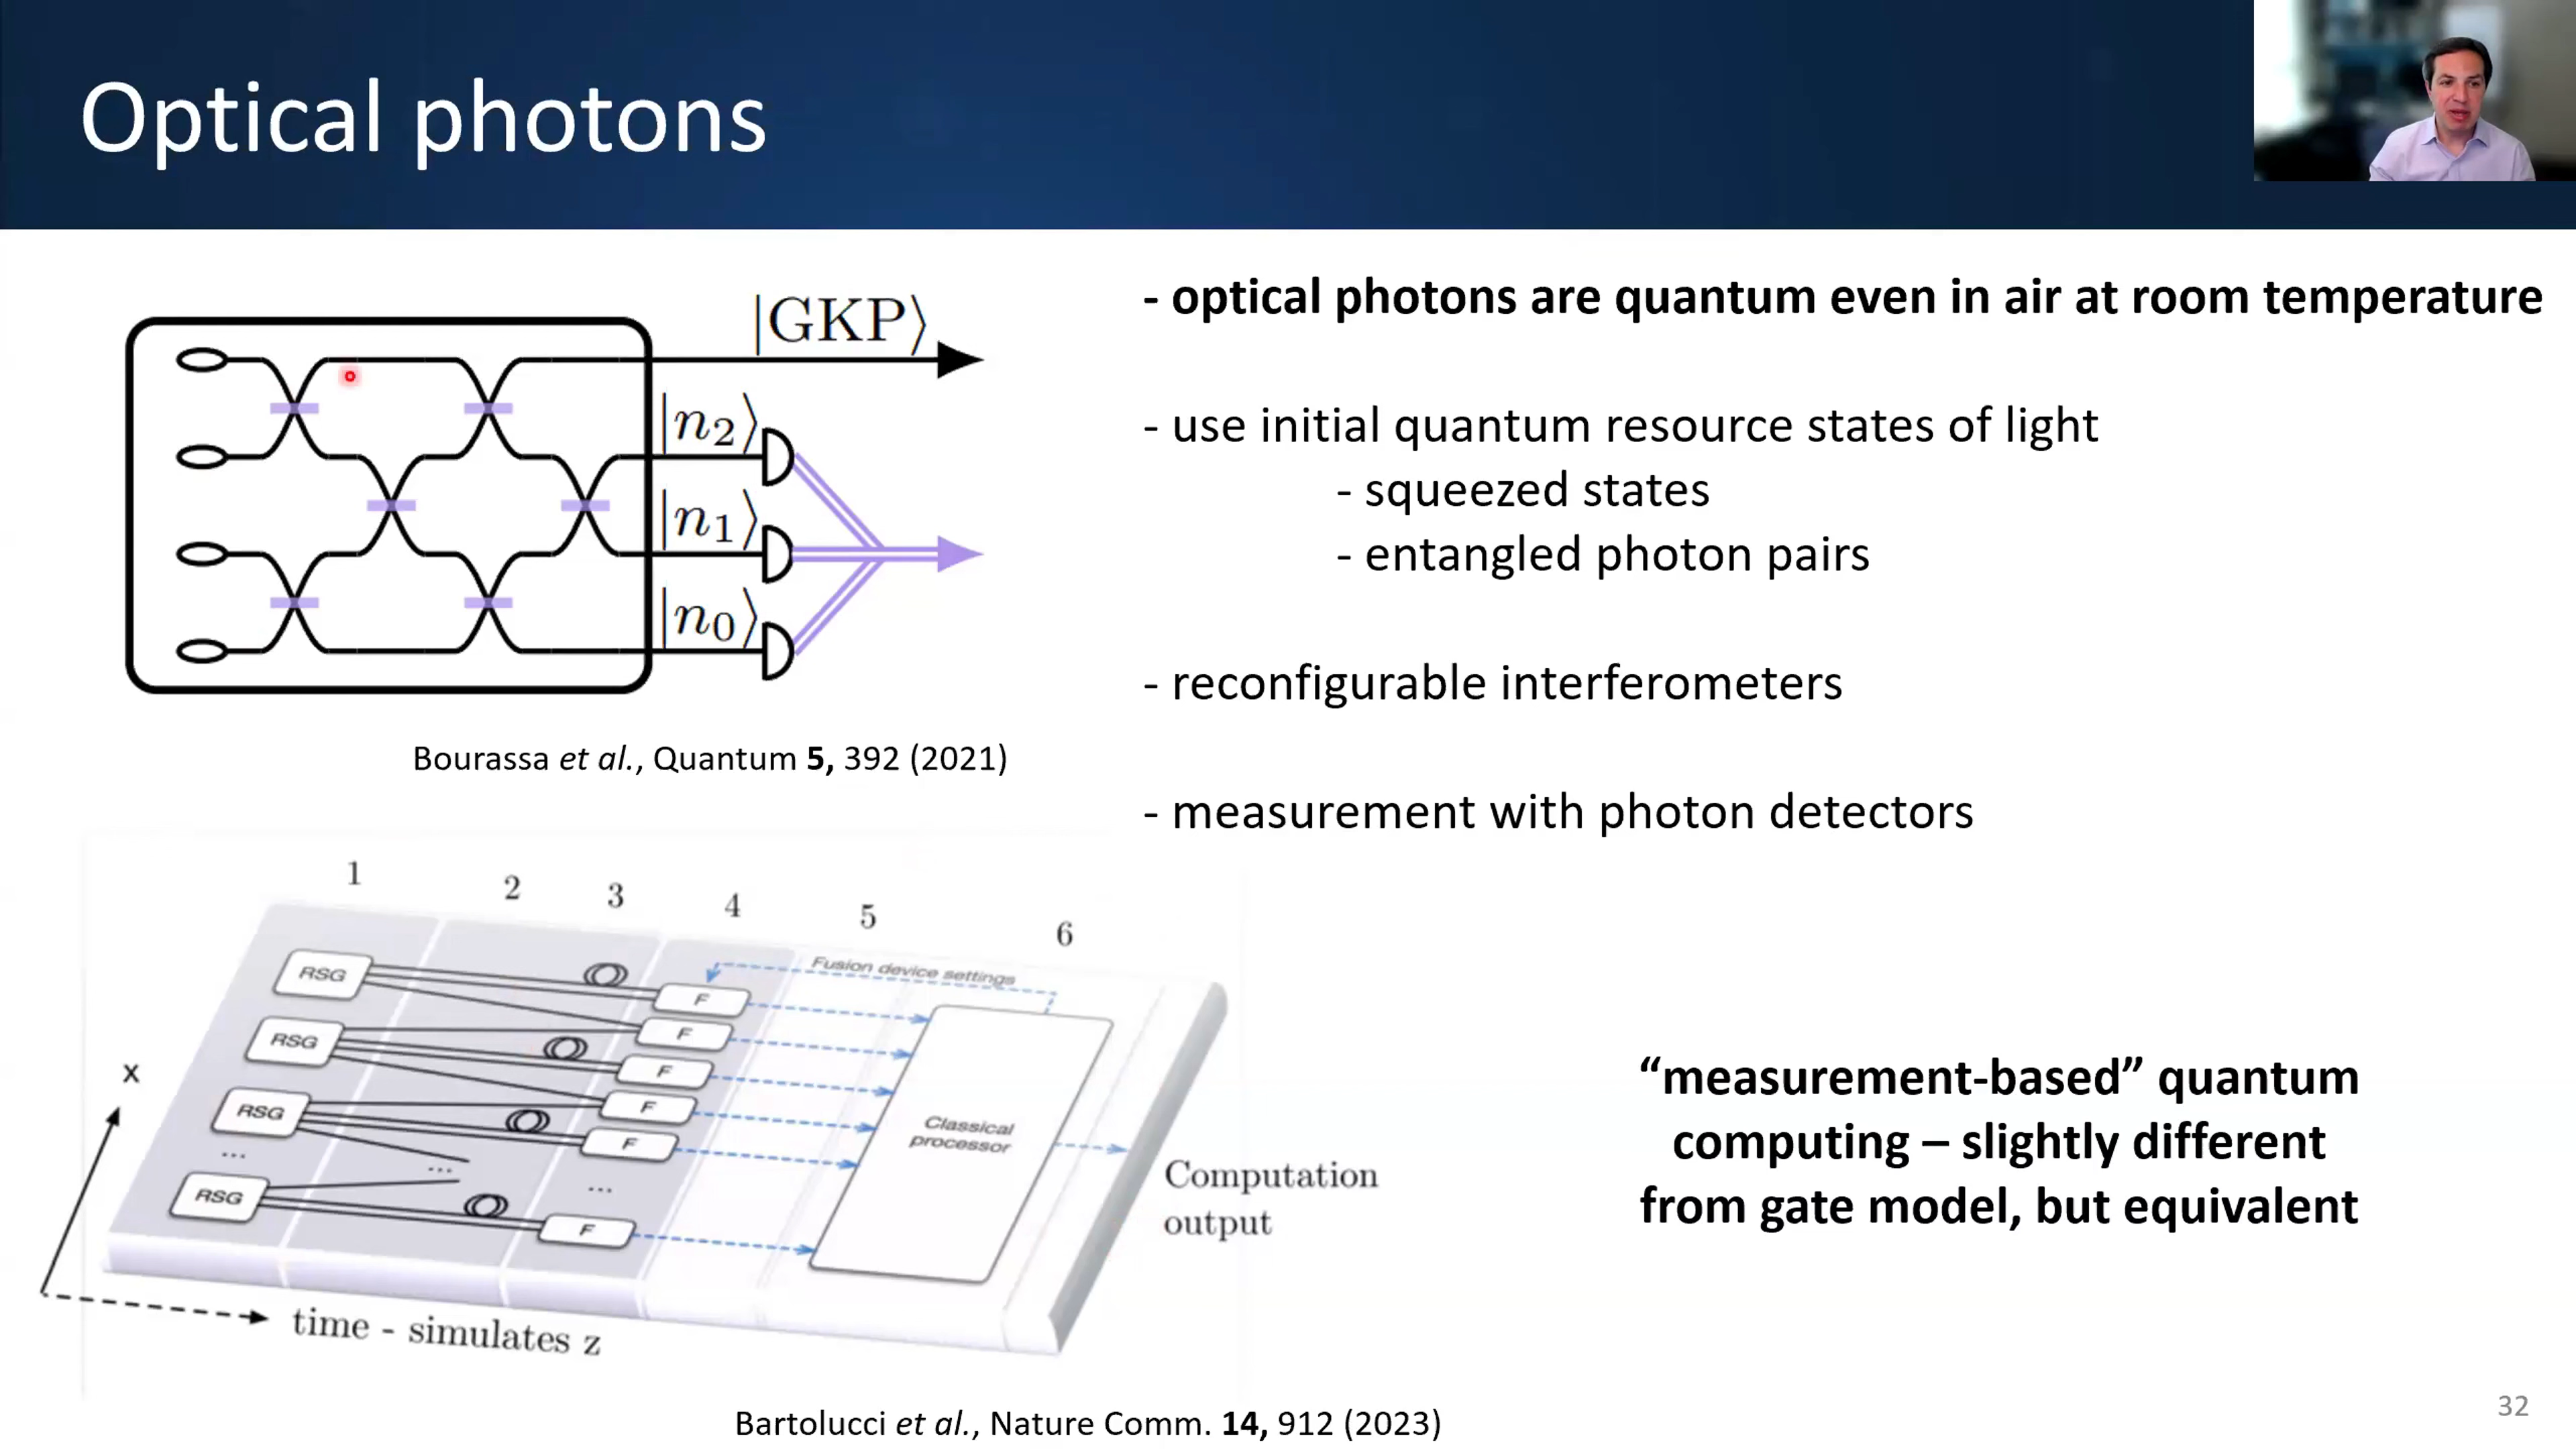 Optical photons
|GKP⟩
|n₂⟩
|n₁⟩
|n₀⟩
Bourassa et al., Quantum 5, 392 (2021)
- optical photons are quantum even in air at room temperature
- use initial quantum resource states of light
- squeezed states
- entangled photon pairs
- reconfigurable interferometers
- measurement with photon detectors
1 2 3 4 5 6
Fusion device settings
RSG
RSG
RSG
...
RSG
...
...
F
F
F
F
F
F
Classical
processor
x
time - simulates z
Computation
output
Bartolucci et al., Nature Comm. 14, 912 (2023)
“measurement-based” quantum
computing – slightly different
from gate model, but equivalent
32